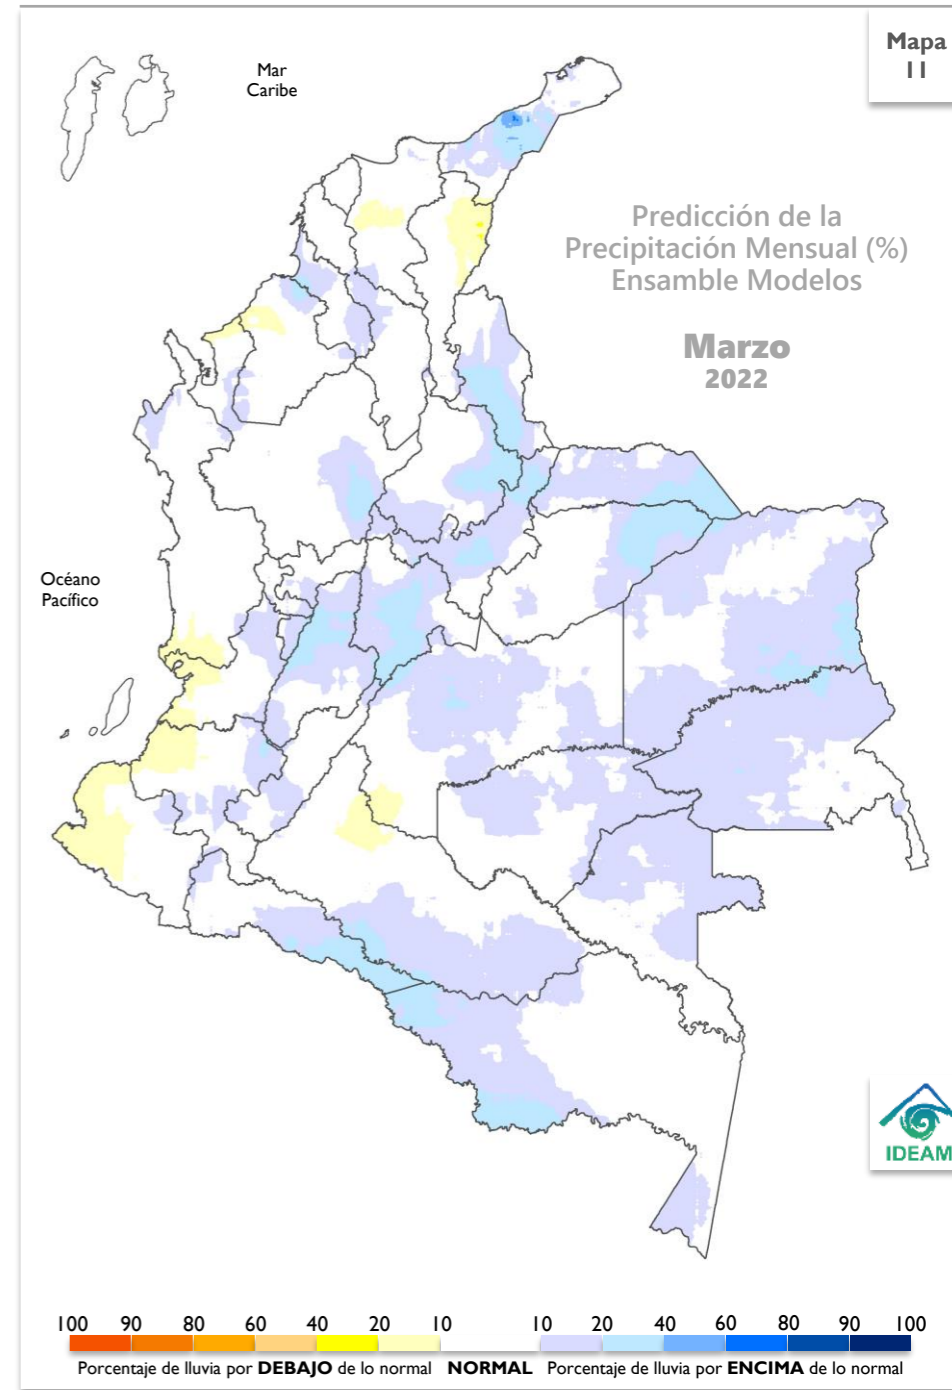 Mapa
11
Mar
Caribe
Predicción de la
Precipitación Mensual (%)
Ensamble Modelos
Marzo
2022
Océano
Pacífico
IDEAM
100 90 80 60 40 20 10 10 20 40 60 80 90 100
Porcentaje de lluvia por DEBAJO de lo normal NORMAL Porcentaje de lluvia por ENCIMA de lo normal